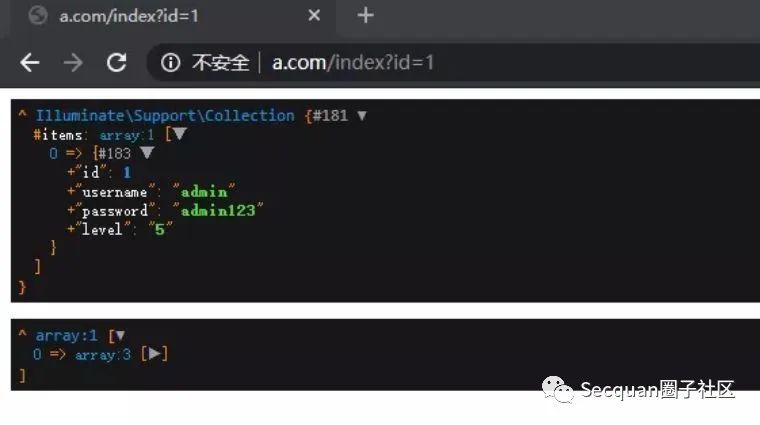 a.com/index?id=1
不安全 a.com/index?id=1
^ Illuminate\Support\Collection {#181 ▼
#items: array:1 [▼
0 => {#183 ▼
+"id": 1
+"username": "admin"
+"password": "admin123"
+"level": "5"
}
]
}
^ array:1 [▼
0 => array:3 [▶]
]
Secquan圈子社区